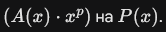 (A(x) · x^p) на P(x).